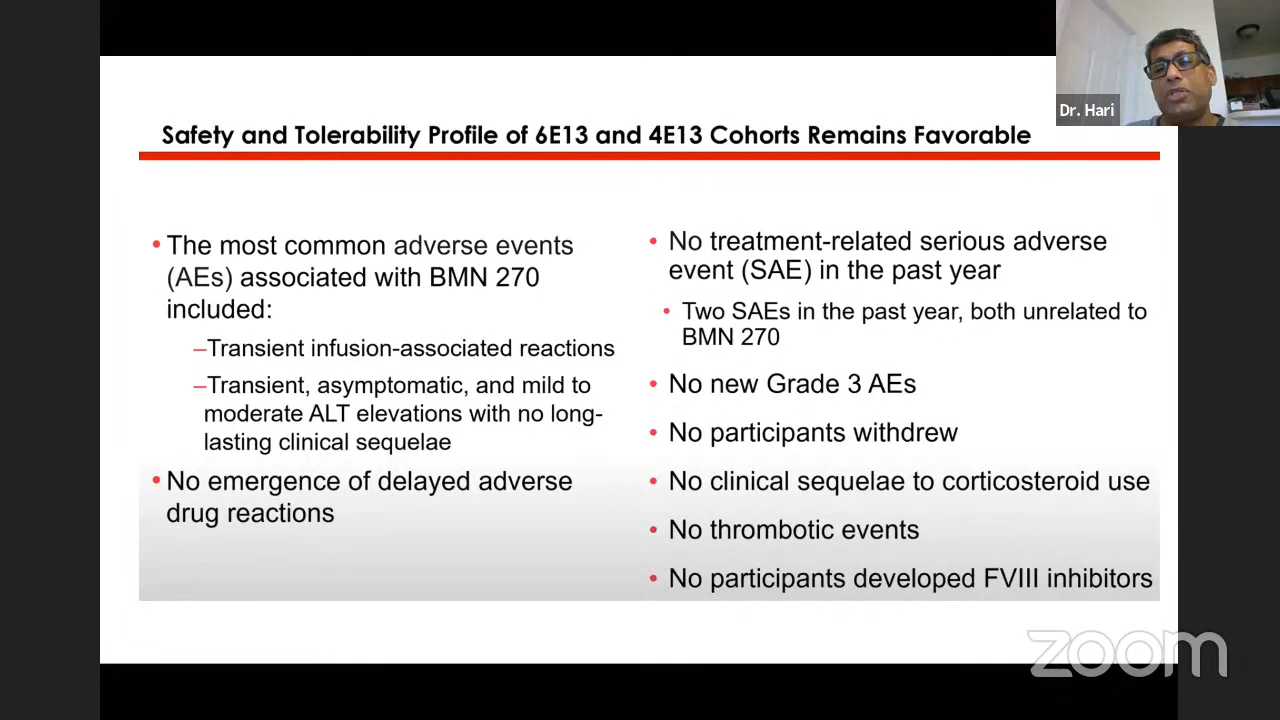 Dr. Hari
Safety and Tolerability Profile of 6E13 and 4E13 Cohorts Remains Favorable
• The most common adverse events
(AEs) associated with BMN 270
included:
–Transient infusion-associated reactions
–Transient, asymptomatic, and mild to
moderate ALT elevations with no long-
lasting clinical sequelae
• No emergence of delayed adverse
drug reactions
• No treatment-related serious adverse
event (SAE) in the past year
• Two SAEs in the past year, both unrelated to
BMN 270
• No new Grade 3 AEs
• No participants withdrew
• No clinical sequelae to corticosteroid use
• No thrombotic events
• No participants developed FVIII inhibitors
zoom